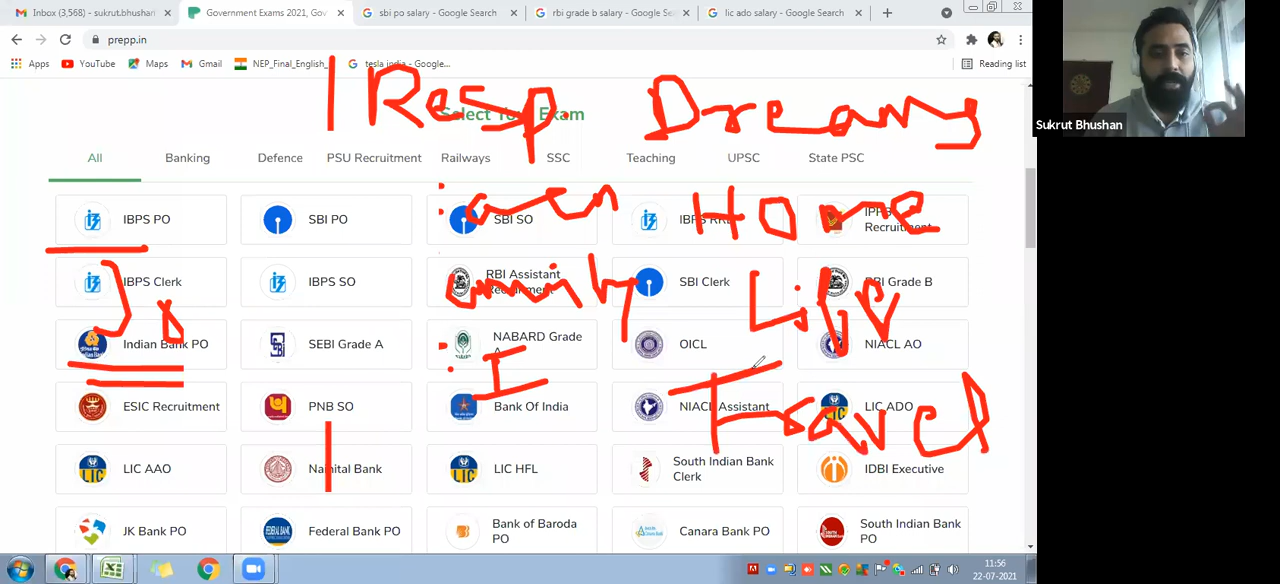 Inbox (3,568) - sukrut.bhushan
Government Exams 2021, Gov
sbi po salary - Google Search
rbi grade b salary - Google Search
lic ado salary - Google Search
prepp.in
Apps
YouTube
Maps
Gmail
NEP_Final_English_
tesla india - Google...
Reading list
Sukrut Bhushan
Resp. Dreams
Select Your Exam
All
Banking
Defence
PSU Recruitment
Railways
SSC
Teaching
UPSC
State PSC
Home
IBPS PO
SBI PO
SBI SO
IBPS RRB
Recruitment
Life
IBPS Clerk
IBPS SO
RBI Assistant
SBI Clerk
RBI Grade B
Indian Bank PO
SEBI Grade A
NABARD Grade
OICL
NIACL AO
Travel
ESIC Recruitment
PNB SO
Bank Of India
NIACL Assistant
LIC ADO
LIC AAO
Nainital Bank
LIC HFL
South Indian Bank
Clerk
IDBI Executive
JK Bank PO
Federal Bank PO
Bank of Baroda
PO
Canara Bank PO
South Indian Bank
PO
11:56
22-07-2021